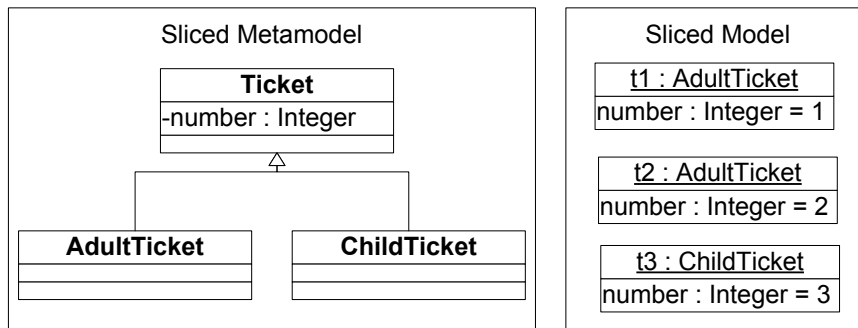 Sliced Metamodel
Ticket
-number : Integer
AdultTicket
ChildTicket
Sliced Model
t1 : AdultTicket
number : Integer = 1
t2 : AdultTicket
number : Integer = 2
t3 : ChildTicket
number : Integer = 3